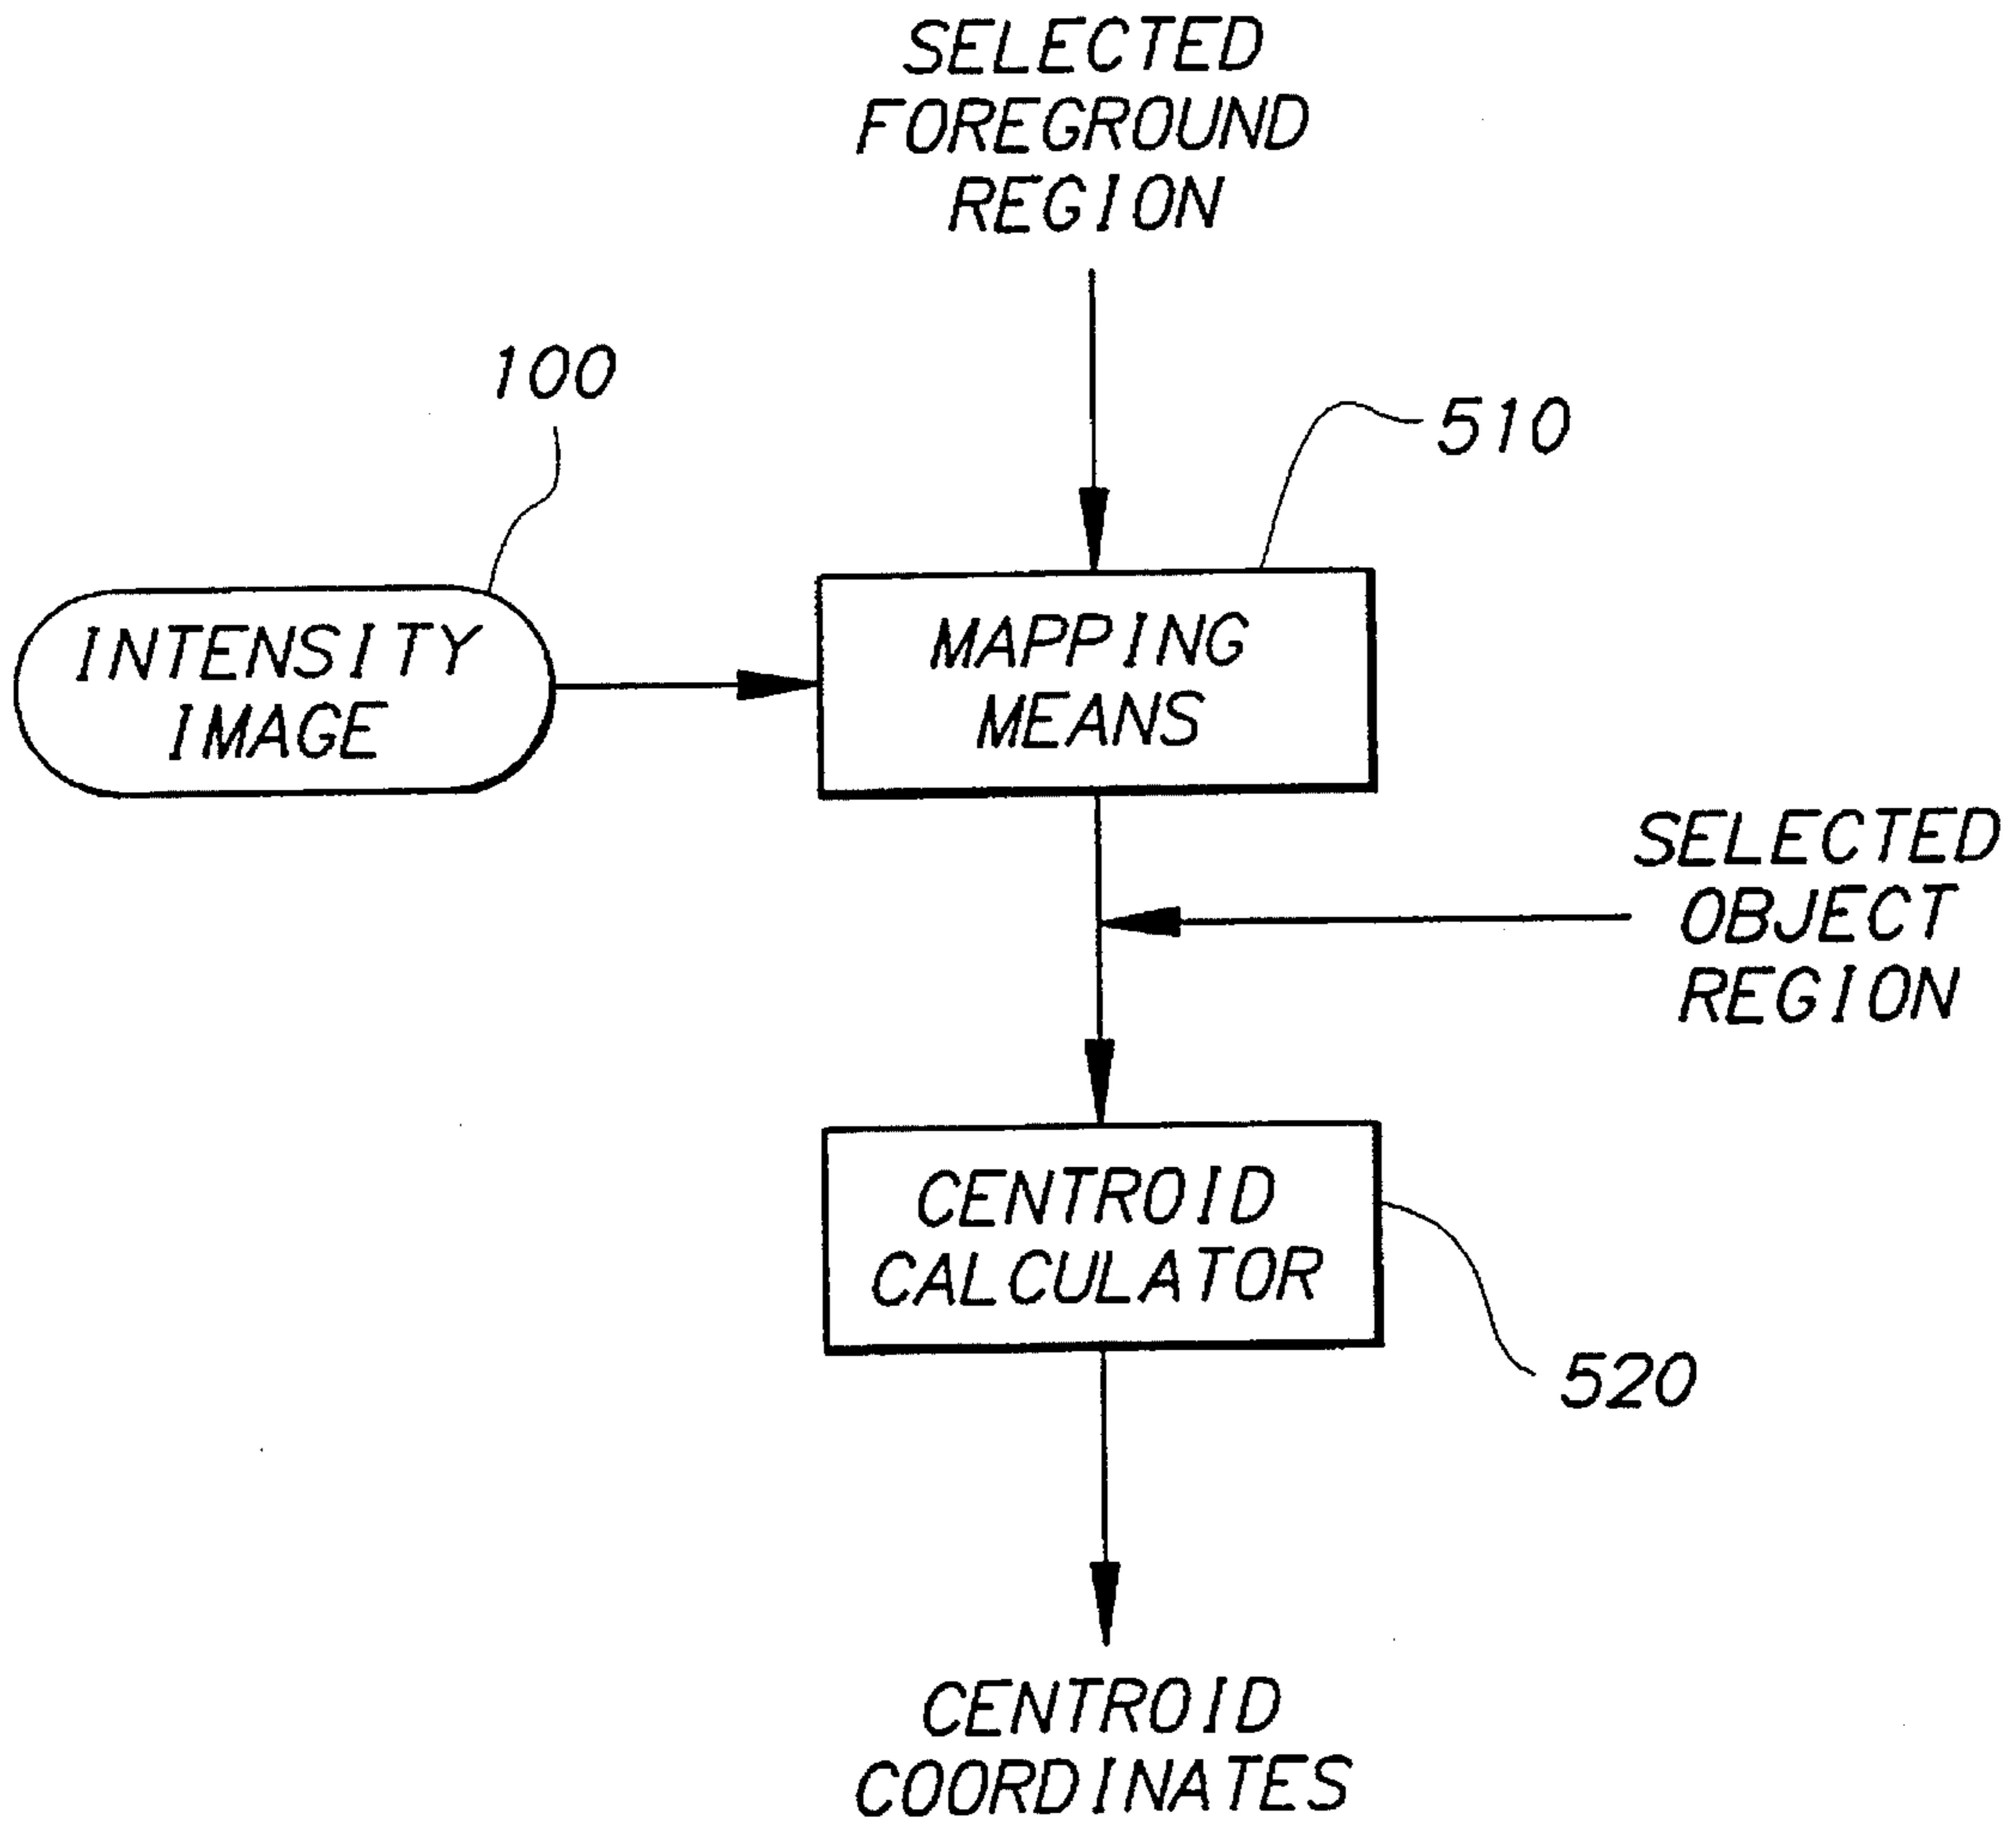 SELECTED
FOREGROUND
REGION
100
510
INTENSITY
IMAGE
MAPPING
MEANS
SELECTED
OBJECT
REGION
CENTROID
CALCULATOR
520
CENTROID
COORDINATES